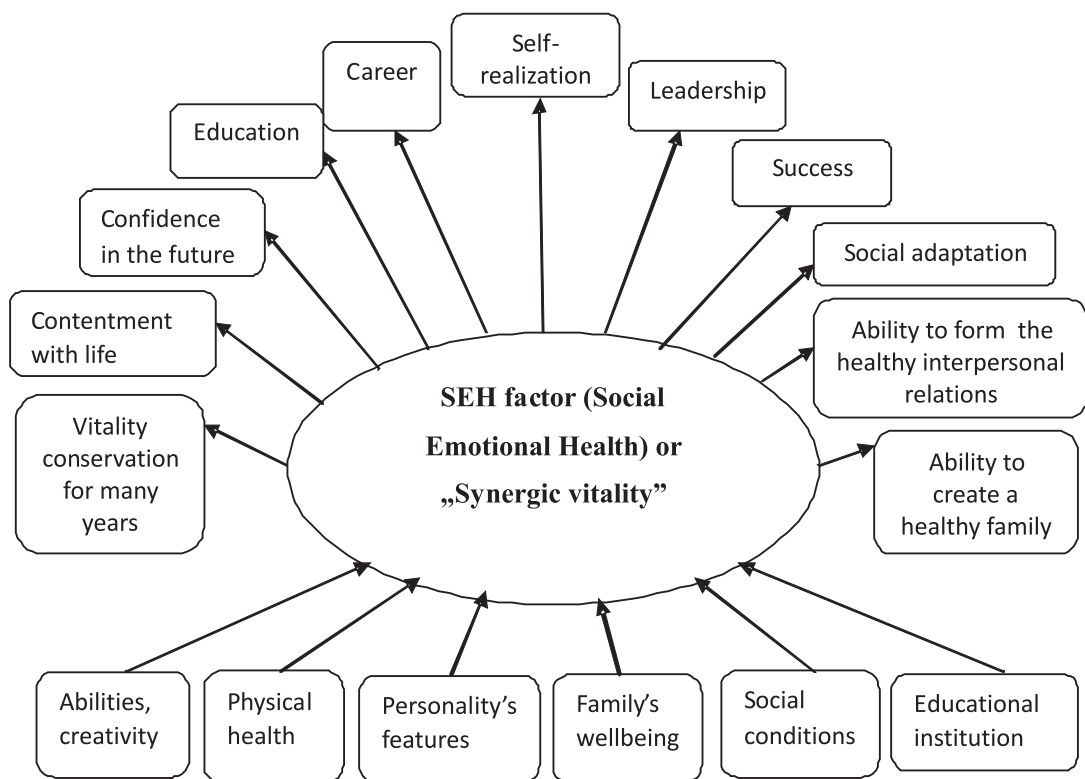 Self-
realization
Career
Leadership
Education
Success
Confidence
in the future
Social adaptation
Contentment
with life
Ability to form  the
healthy interpersonal
relations
SEH factor (Social
Emotional Health) or
„Synergic vitality”
Vitality
conservation
for many
years
Ability to
create a
healthy family
Abilities,
creativity
Physical
health
Personality’s
features
Family’s
wellbeing
Social
conditions
Educational
institution